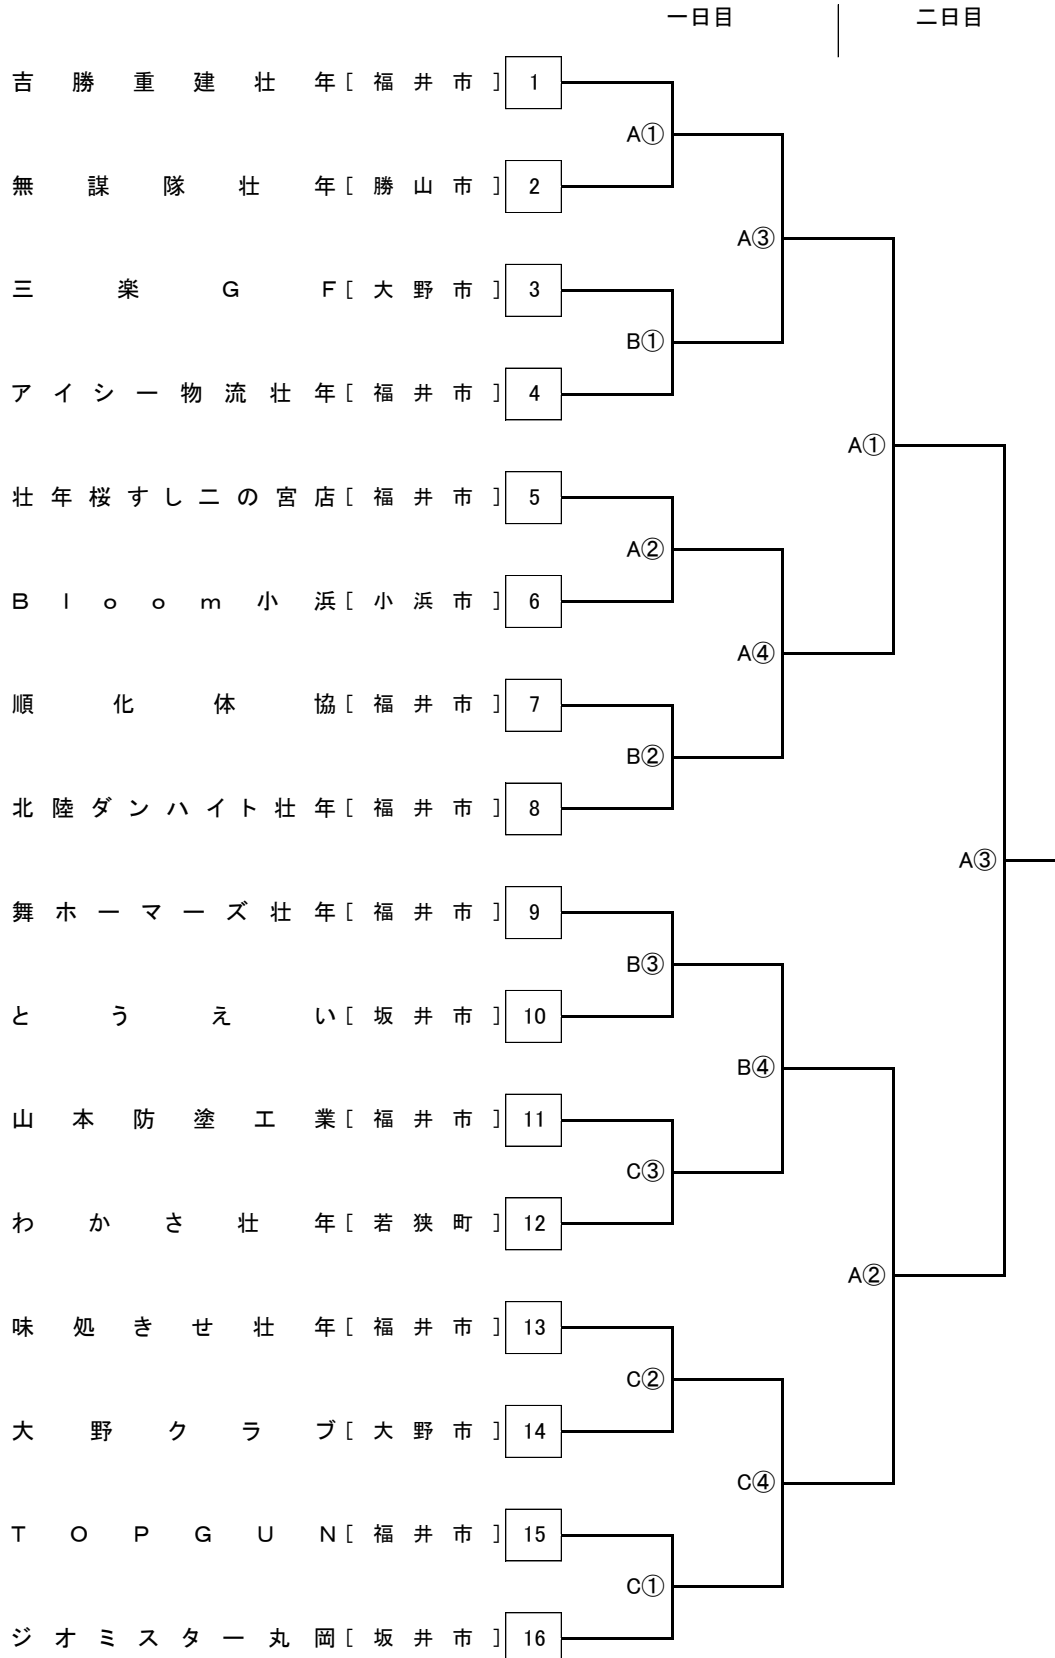 一日目 二日目
吉勝重建壮年[福井市] 1
A①
無謀隊壮年[勝山市] 2
A③
三楽GF[大野市] 3
B①
アイシー物流壮年[福井市] 4
A①
壮年桜すし二の宮店[福井市] 5
A②
Bloom小浜[小浜市] 6
A④
順化体協[福井市] 7
B②
北陸ダンハイト壮年[福井市] 8
A③
舞ホーマーズ壮年[福井市] 9
B③
とうえい[坂井市] 10
B④
山本防塗工業[福井市] 11
C③
わかさ壮年[若狭町] 12
A②
味処きせ壮年[福井市] 13
C②
大野クラブ[大野市] 14
C④
TOPGUN[福井市] 15
C①
ジオミスター丸岡[坂井市] 16